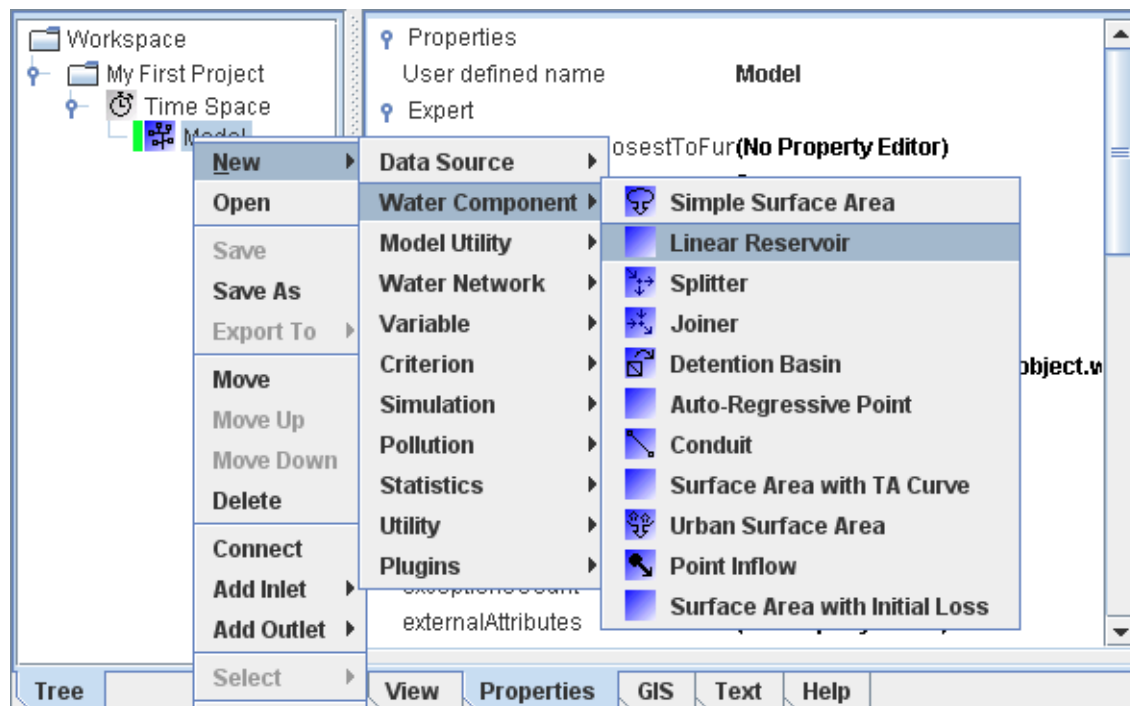 Workspace
My First Project
Time Space
Model
Properties
User defined name Model
Expert
osestToFur(No Property Editor)
object.w
externalAttributes
New
Open
Save
Save As
Export To
Move
Move Up
Move Down
Delete
Connect
Add Inlet
Add Outlet
Select
Data Source
Water Component
Model Utility
Water Network
Variable
Criterion
Simulation
Pollution
Statistics
Utility
Plugins
Simple Surface Area
Linear Reservoir
Splitter
Joiner
Detention Basin
Auto-Regressive Point
Conduit
Surface Area with TA Curve
Urban Surface Area
Point Inflow
Surface Area with Initial Loss
Tree
View Properties GIS Text Help